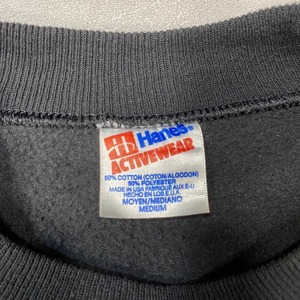 Hanes®
ACTIVEWEAR
50% COTTON (COTON/ALGODON)
50% POLYESTER
MADE IN USA FABRIQUE AUX E-U
HECHO EN LOS E.U.A.
MOYEN/MEDIANO
MEDIUM